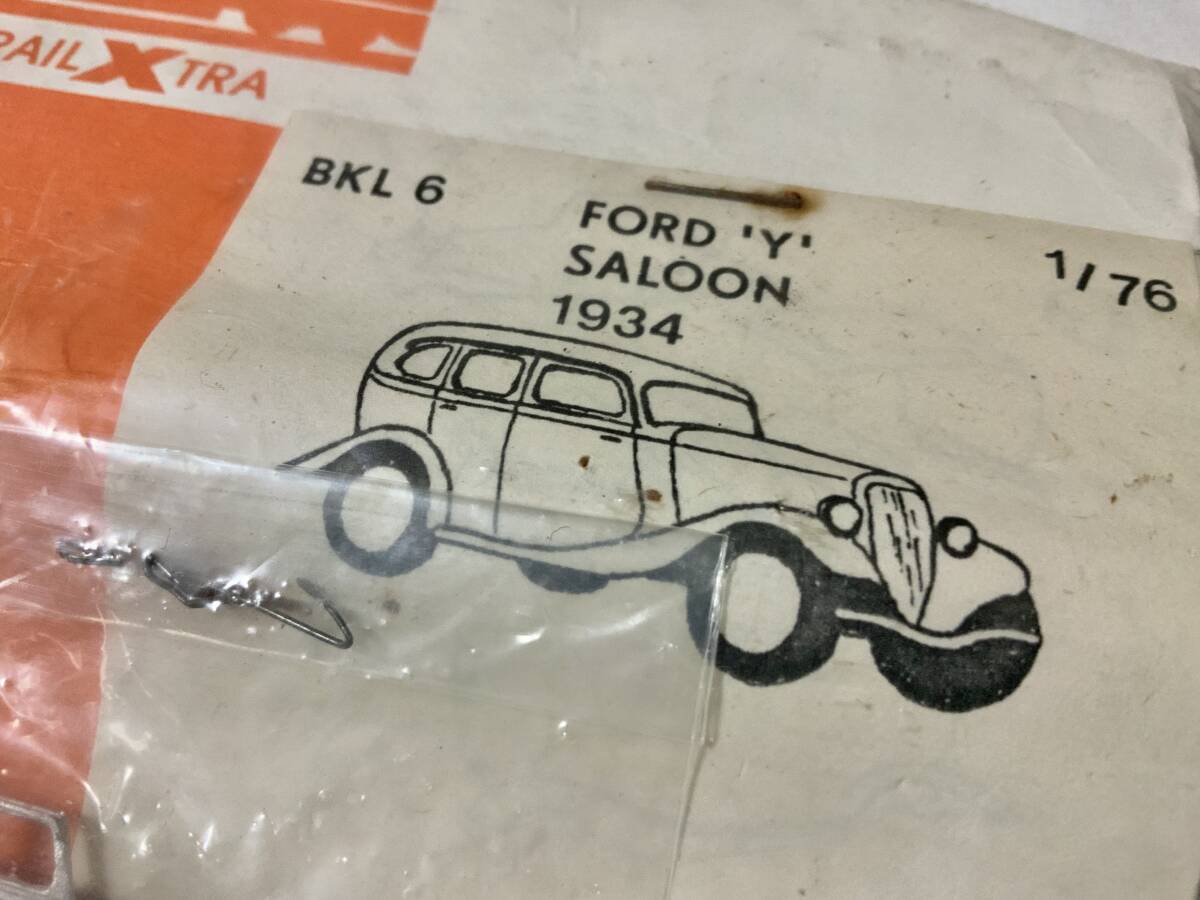 RAIL XTRA
BKL 6
FORD 'Y'
SALOON
1934
1/76